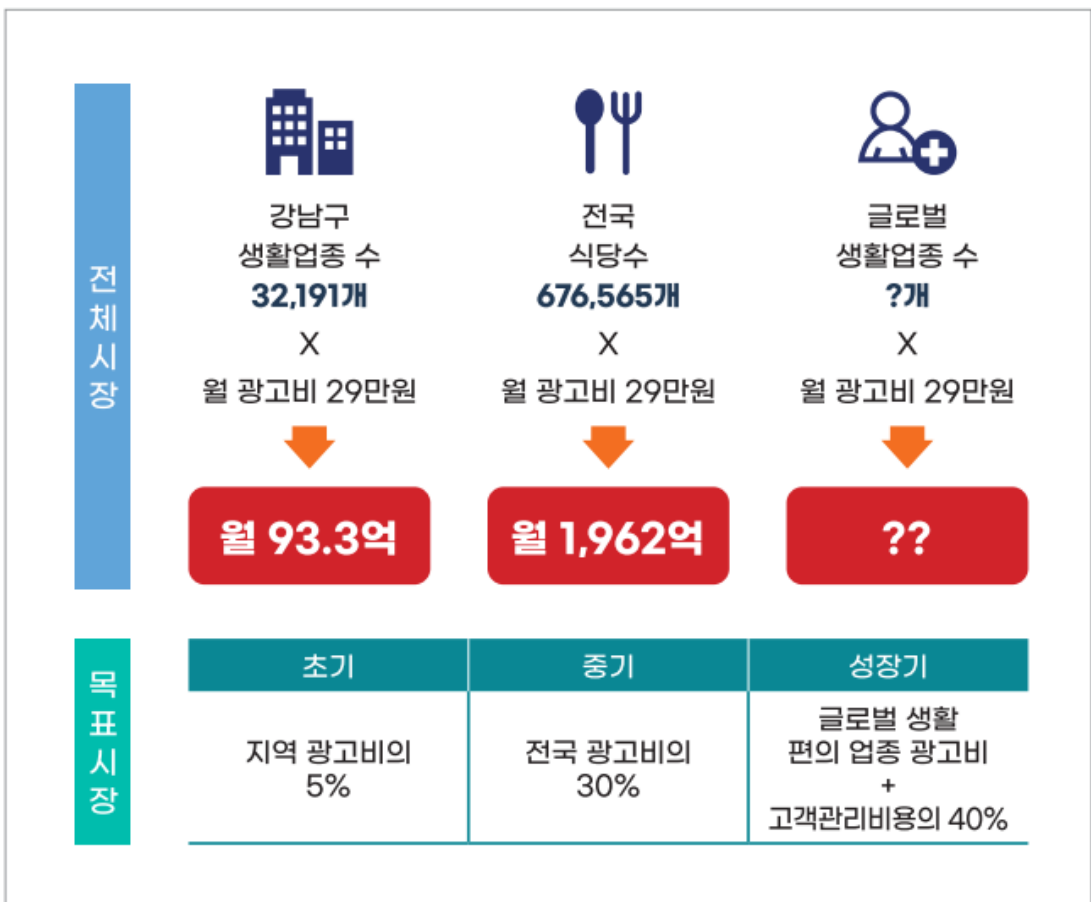 전체시장
강남구
생활업종 수
32,191개
X
월 광고비 29만원
월 93.3억
전국
식당수
676,565개
X
월 광고비 29만원
월 1,962억
글로벌
생활업종 수
?개
X
월 광고비 29만원
??
목표시장
초기
중기
성장기
지역 광고비의
5%
전국 광고비의
30%
글로벌 생활
편의 업종 광고비
+
고객관리비용의 40%